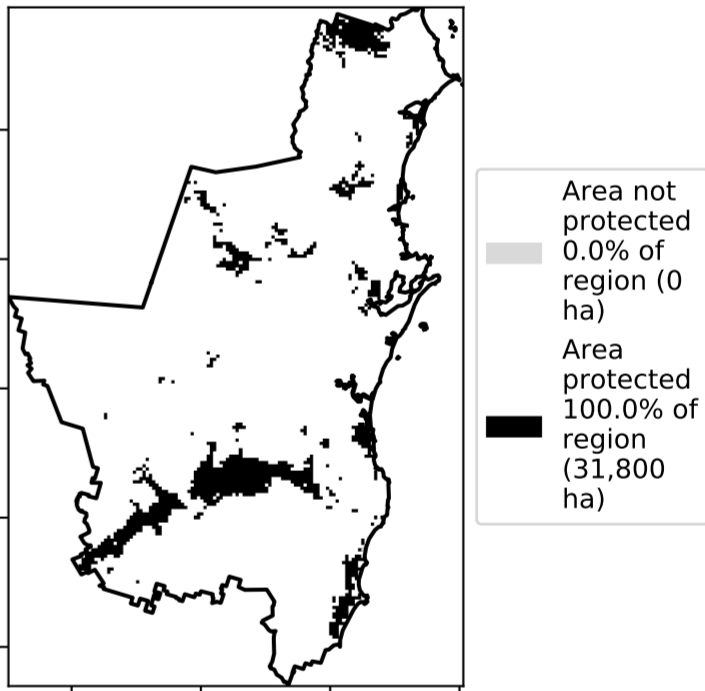 Area not
protected
0.0% of
region (0
ha)
Area
protected
100.0% of
region
(31,800
ha)